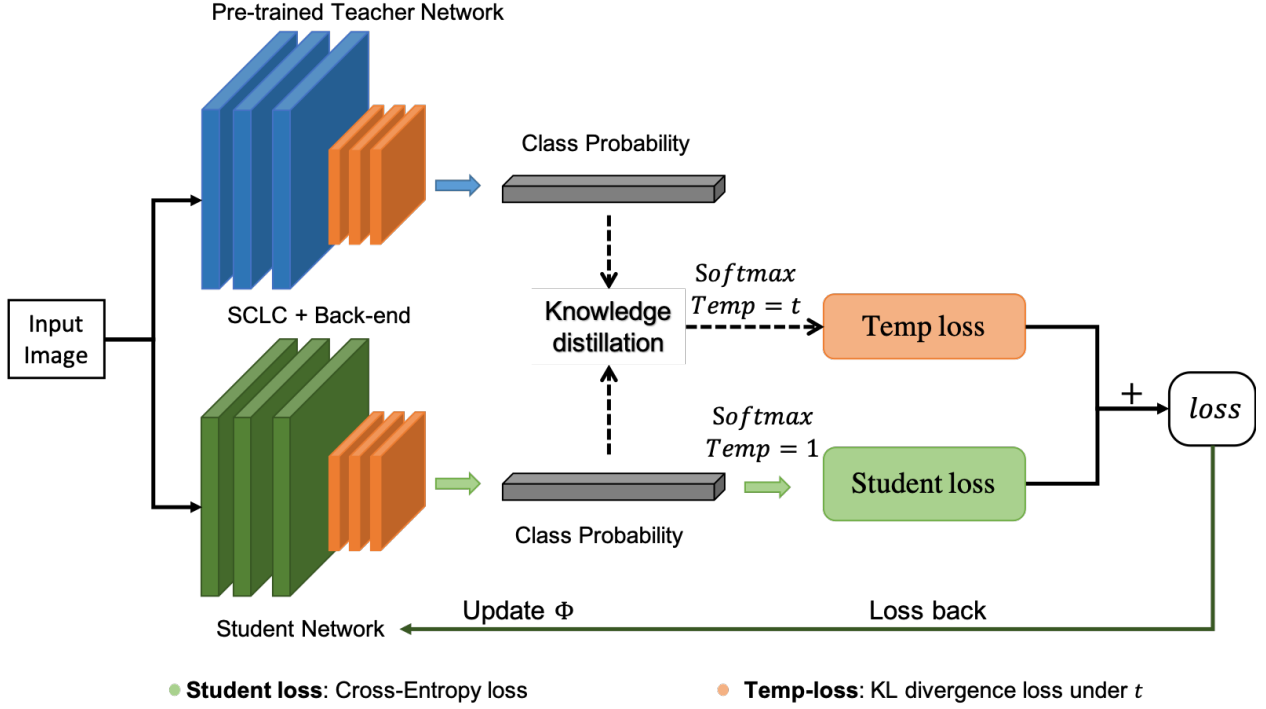 Pre-trained Teacher Network
Class Probability
Softmax
Temp = t
SCLC + Back-end
Input
Image
Knowledge
distillation
Temp loss
+
loss
Softmax
Temp = 1
Student loss
Class Probability
Update Φ
Loss back
Student Network
Student loss: Cross-Entropy loss
Temp-loss: KL divergence loss under t